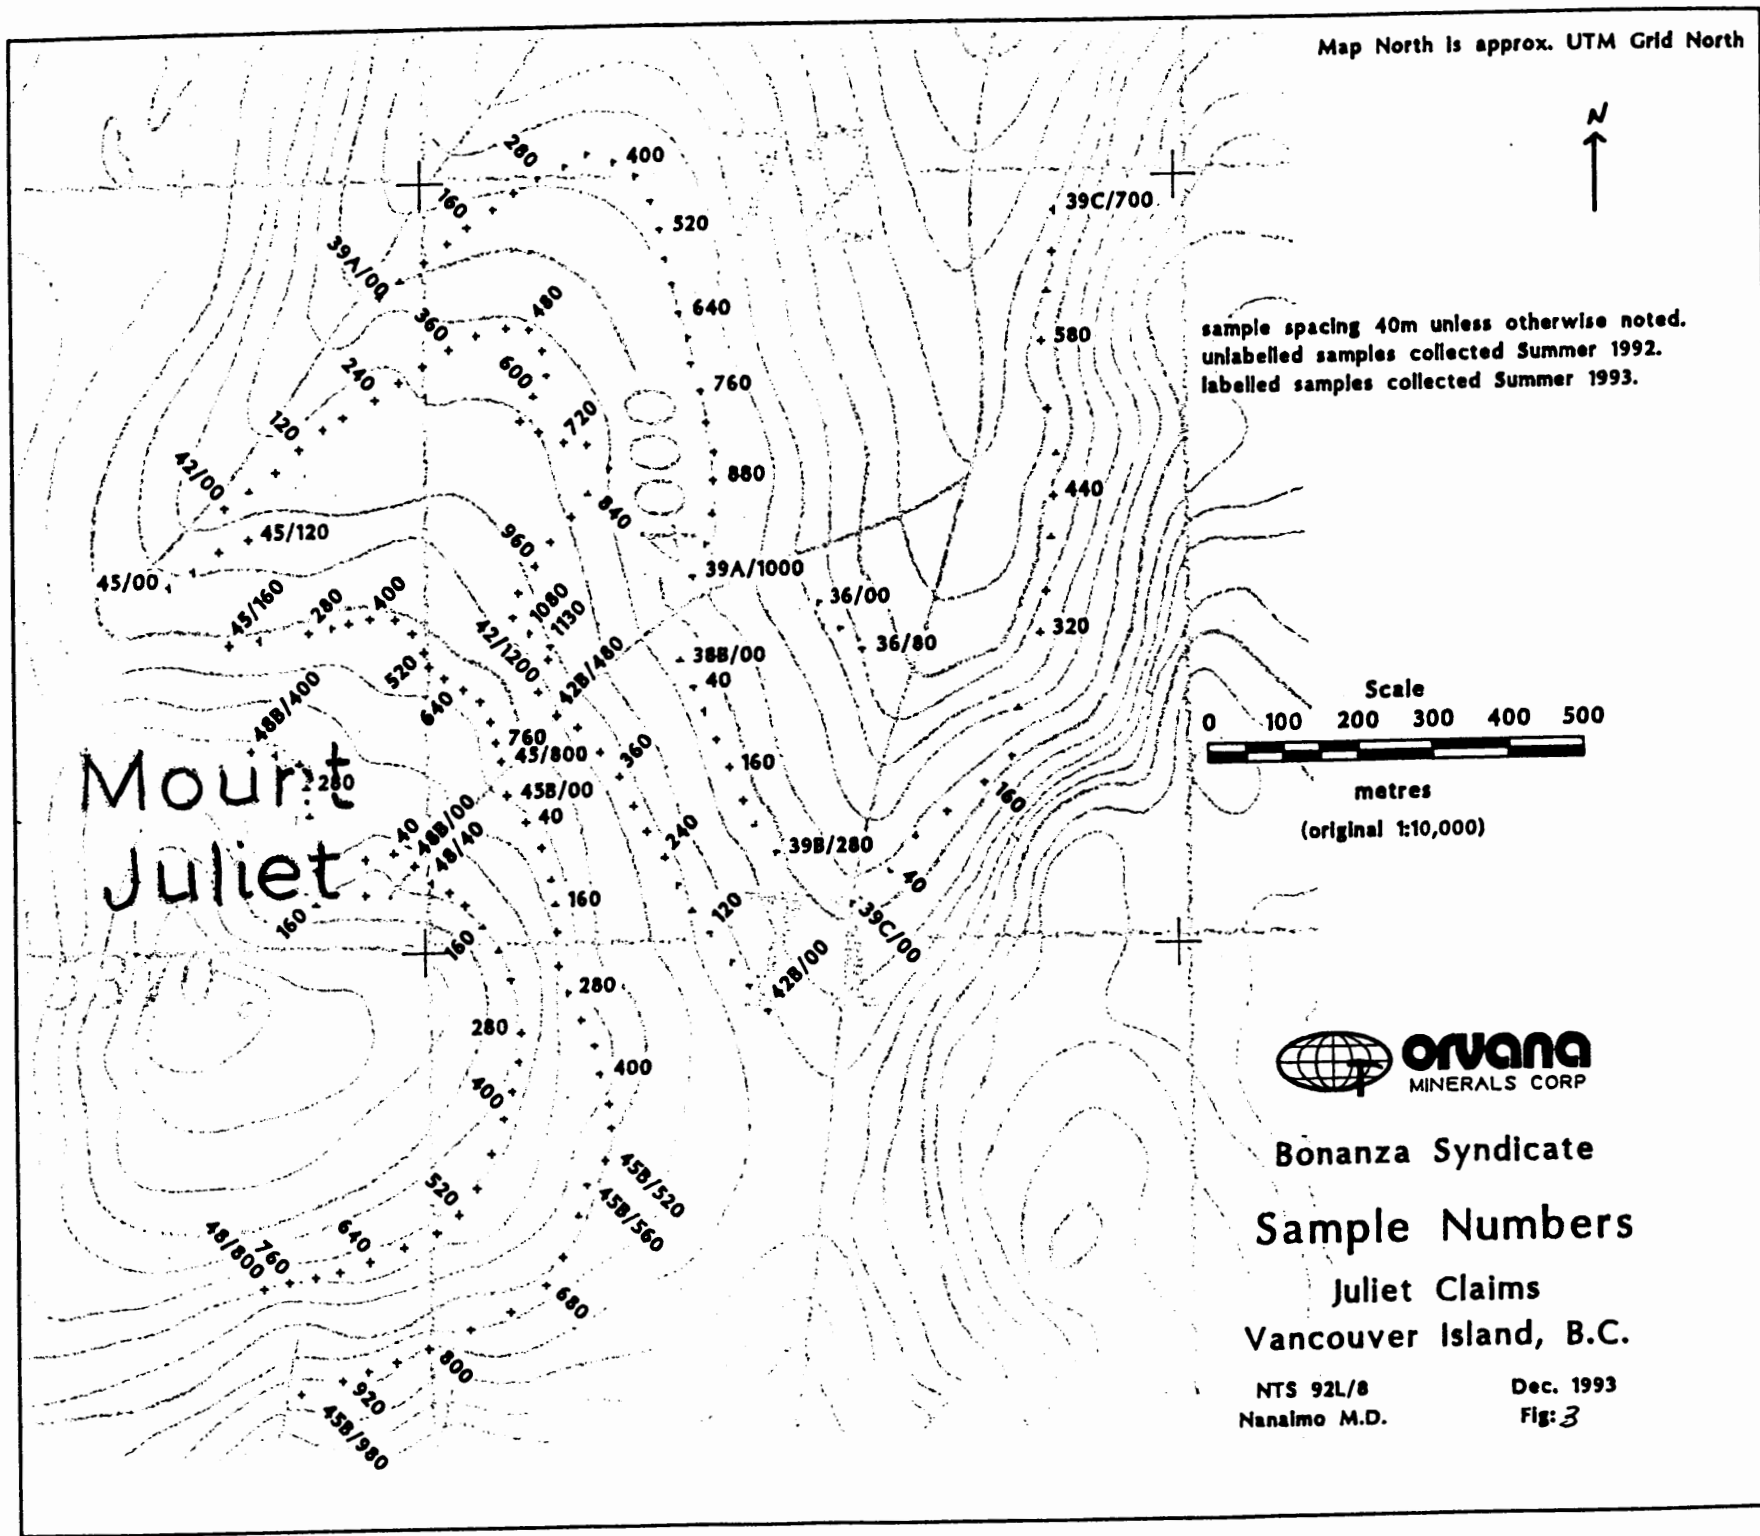 Map North is approx. UTM Grid North
N
280
400
160
39C/700
520
39A/00
480
640
360
580
sample spacing 40m unless otherwise noted.
unlabelled samples collected Summer 1992.
labelled samples collected Summer 1993.
240
600
760
120
720
42/00
880
440
840
45/120
960
45/00
39A/1000
45/160
280
400
1080
1130
36/00
320
36/80
42/1200
42B/480
38B/00
40
520
640
48B/400
Scale
0 100 200 300 400 500
metres
(original 1:10,000)
760
45/800
360
160
160
Mount
Juliet
280
45B/00
40
40
48B/00
48/40
240
39B/280
40
160
160
120
39C/00
160
42B/00
280
280
orvana
MINERALS CORP
400
400
Bonanza Syndicate
45B/520
45B/560
520
Sample Numbers
640
760
48/800
Juliet Claims
680
Vancouver Island, B.C.
800
920
45B/980
NTS 92L/8
Dec. 1993
Nanaimo M.D.
Fig: 3